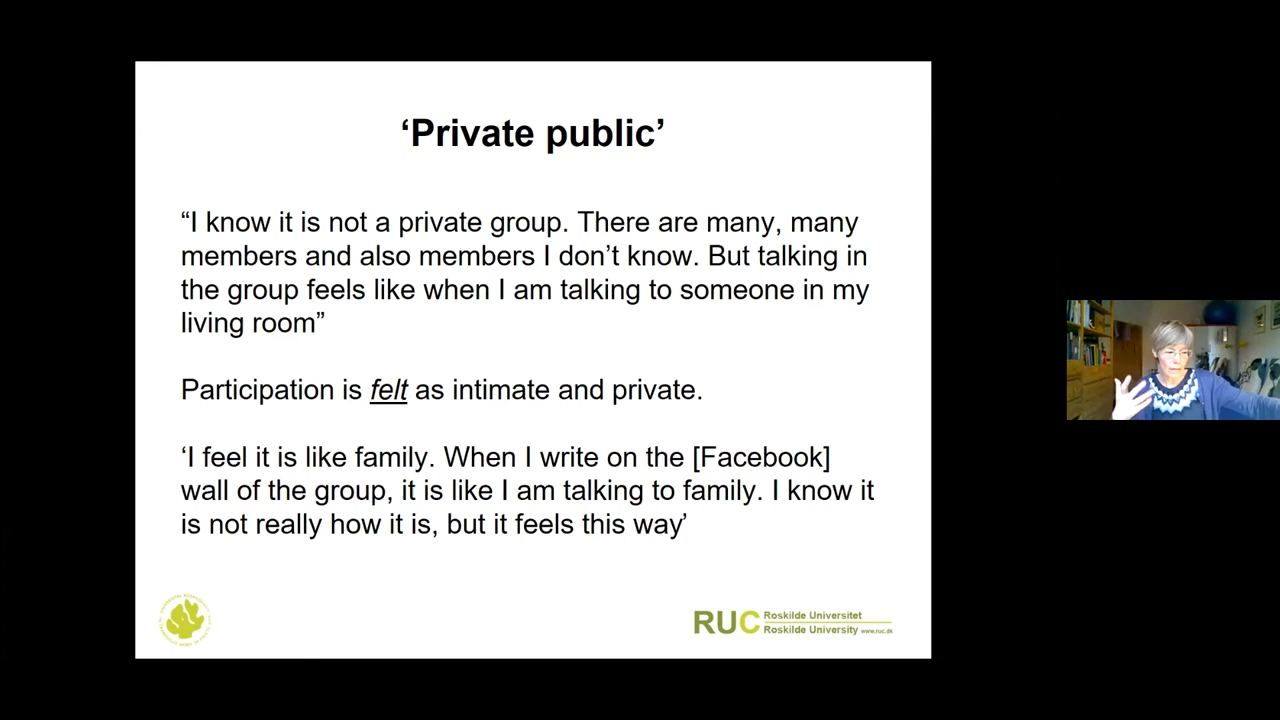 ‘Private public’
“I know it is not a private group. There are many, many
members and also members I don’t know. But talking in
the group feels like when I am talking to someone in my
living room”
Participation is felt as intimate and private.
‘I feel it is like family. When I write on the [Facebook]
wall of the group, it is like I am talking to family. I know it
is not really how it is, but it feels this way’
RUC Roskilde Universitet
Roskilde University www.ruc.dk